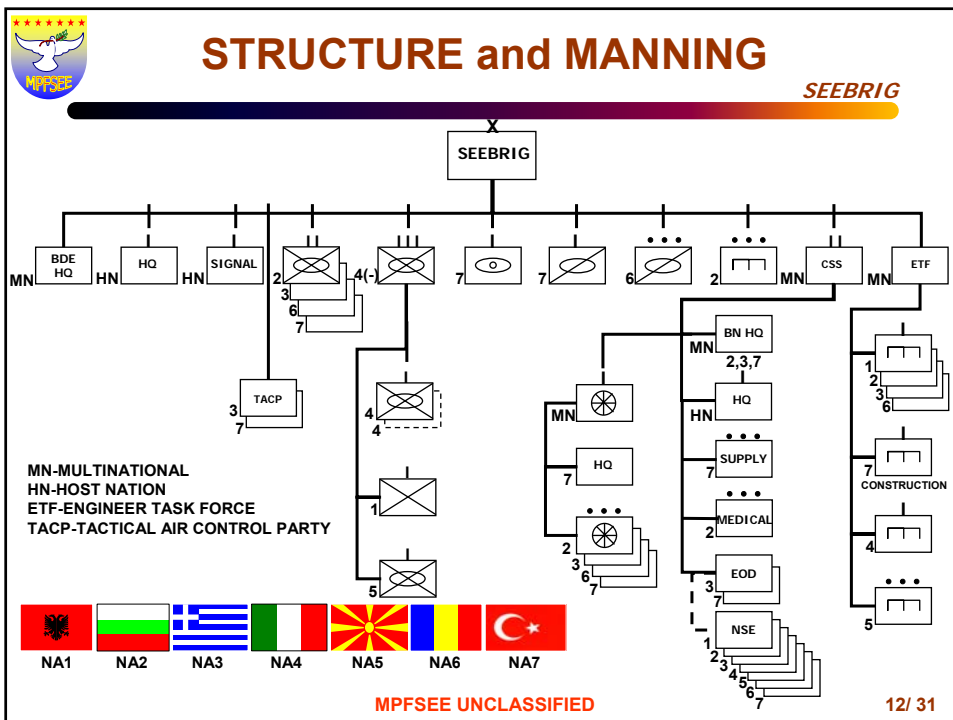 MPFSEE
STRUCTURE and MANNING
SEEBRIG
X
SEEBRIG
MN BDE HQ
HN HQ
HN SIGNAL
2
3
6
7
4(-)
7
7
6
2
MN CSS
MN ETF
3 TACP
7
4
4
1
5
MN
7 HQ
2
3
6
7
MN BN HQ
2,3,7
HN HQ
7 SUPPLY
2 MEDICAL
3 EOD
7
1 NSE
2
3
4
5
6
7
1
2
3
6
7
CONSTRUCTION
4
5
MN-MULTINATIONAL
HN-HOST NATION
ETF-ENGINEER TASK FORCE
TACP-TACTICAL AIR CONTROL PARTY
NA1 NA2 NA3 NA4 NA5 NA6 NA7
MPFSEE UNCLASSIFIED
12/ 31